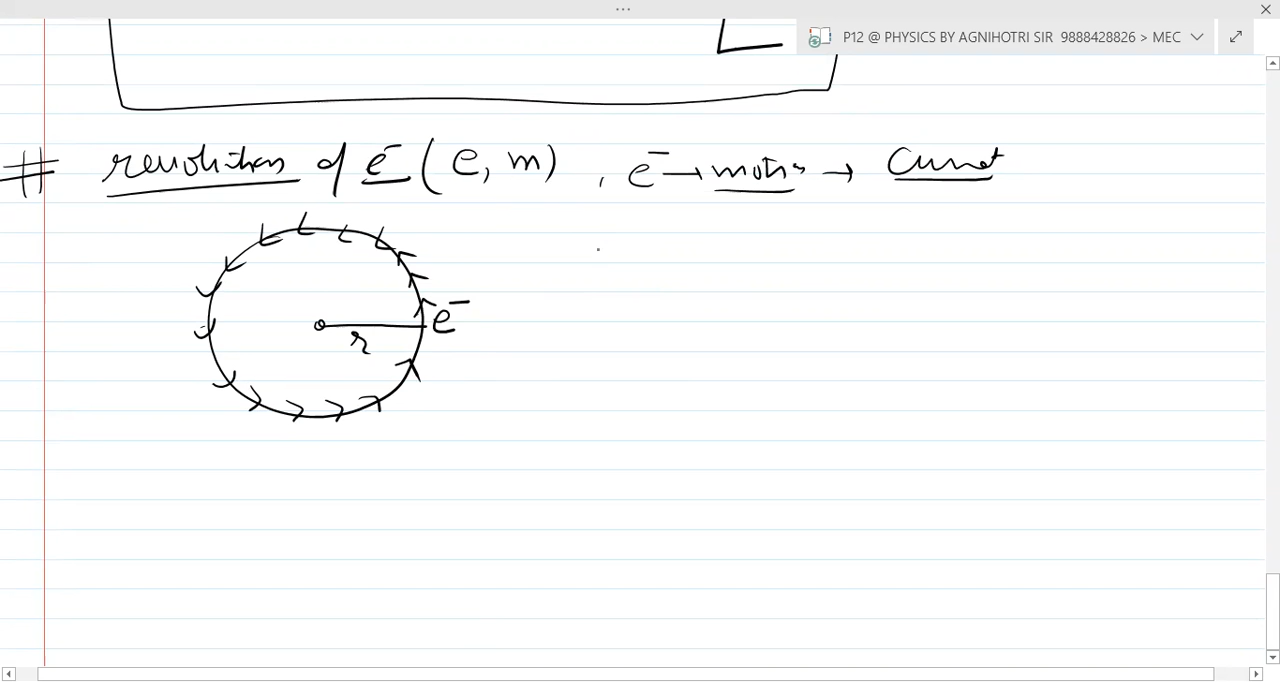 P12 @ PHYSICS BY AGNIHOTRI SIR 9888428826 > MEC
# revolution of e⁻ (e, m) , e⁻ → motion → Current
e⁻
r